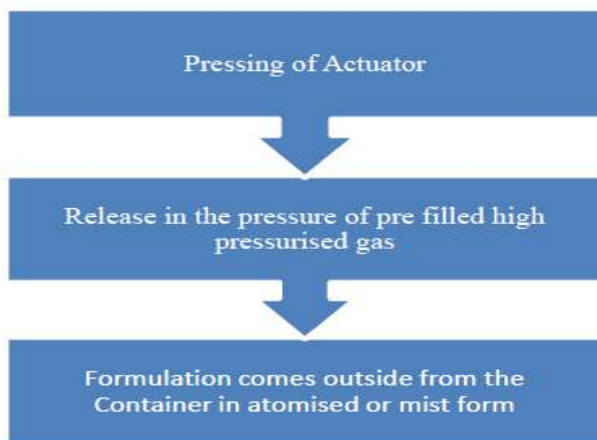 Pressing of Actuator
Release in the pressure of pre filled high
pressurised gas
Formulation comes outside from the
Container in atomised or mist form